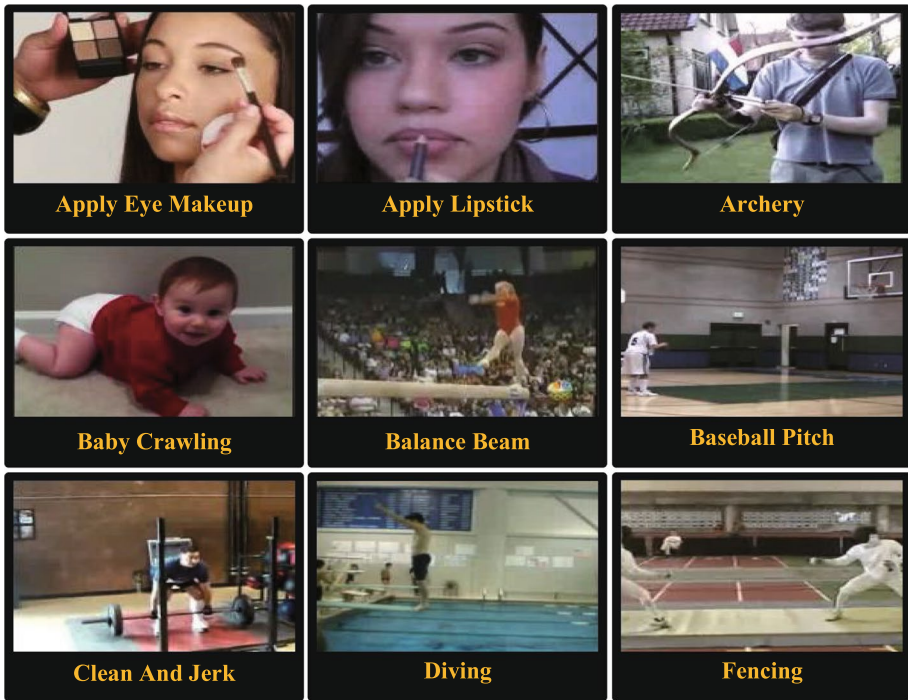 Apply Eye Makeup
Apply Lipstick
Archery
Baby Crawling
Balance Beam
Baseball Pitch
Clean And Jerk
Diving
Fencing